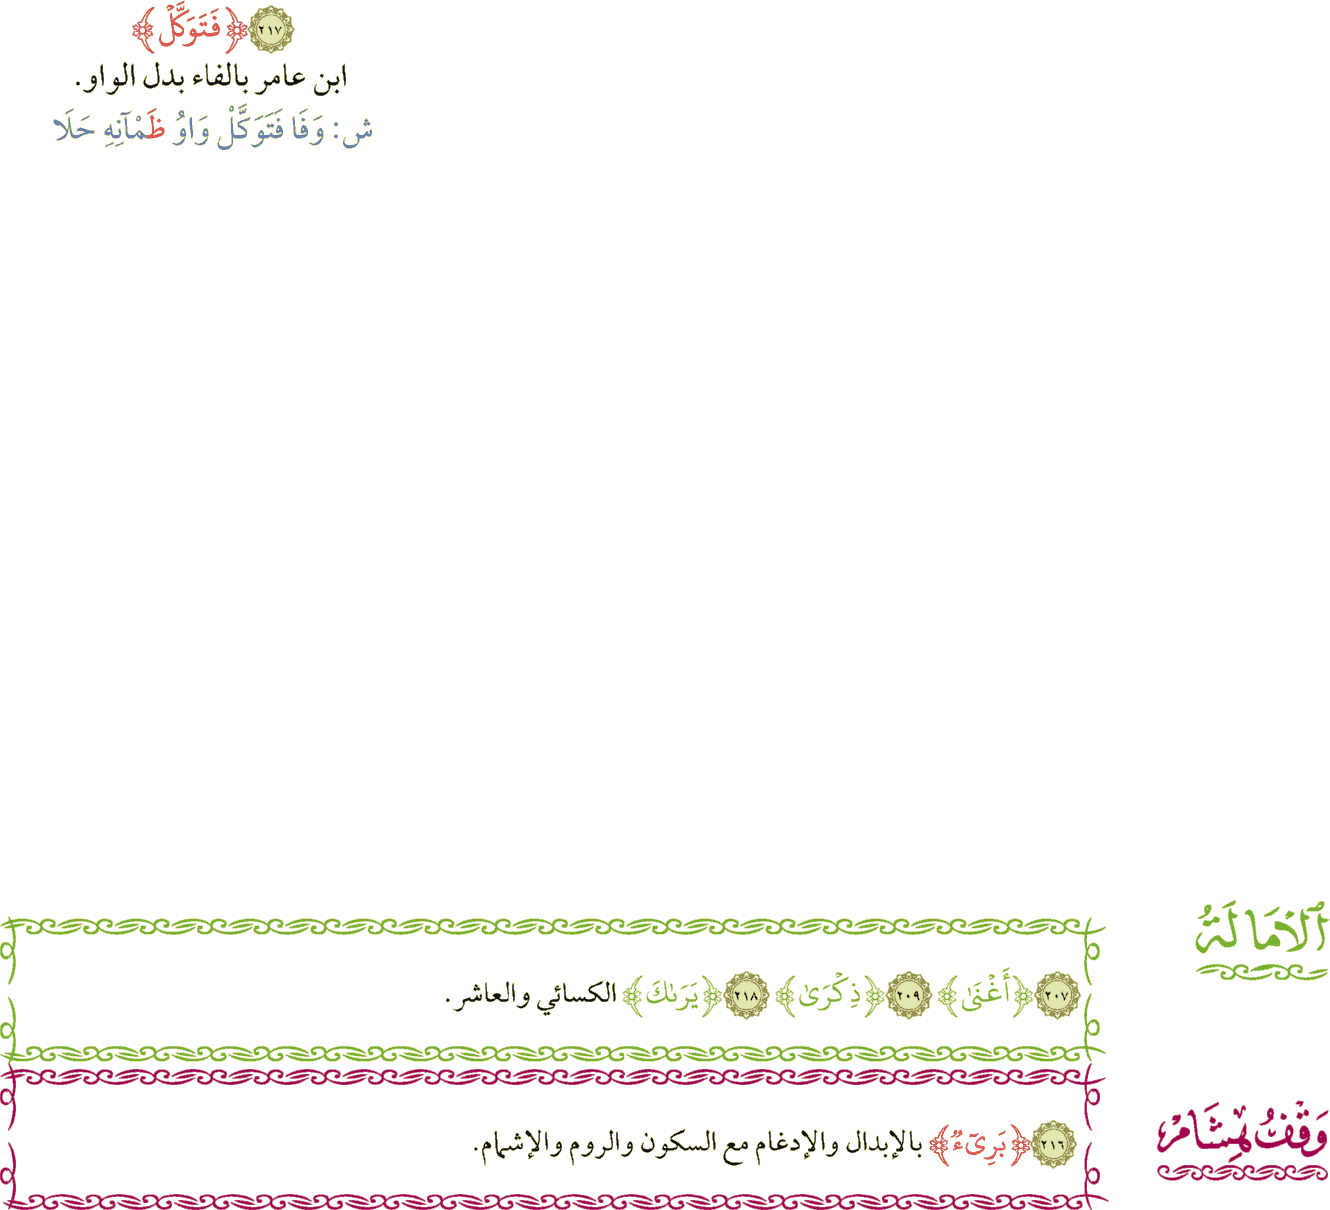 ٢١٧ ﴿فَتَوَكَّلۡ﴾
ابن عامر بالفاء بدل الواو.
ش: وَفَا فَتَوَكَّلْ وَاوُ ظَمْآنِهِ حَلَا
ٱلۡإِمَالَةُ
٢٠٧ ﴿أَغۡنَىٰ﴾ ٢٠٩ ﴿ذِكۡرَىٰ﴾ ٢١٨ ﴿يَرَىٰكَ﴾ الكسائي والعاشر.
وَقۡفُ هِشَامٍ
٢١٦ ﴿بَرِيٓءٞ﴾ بالإبدال والإدغام مع السكون والروم والإشمام.